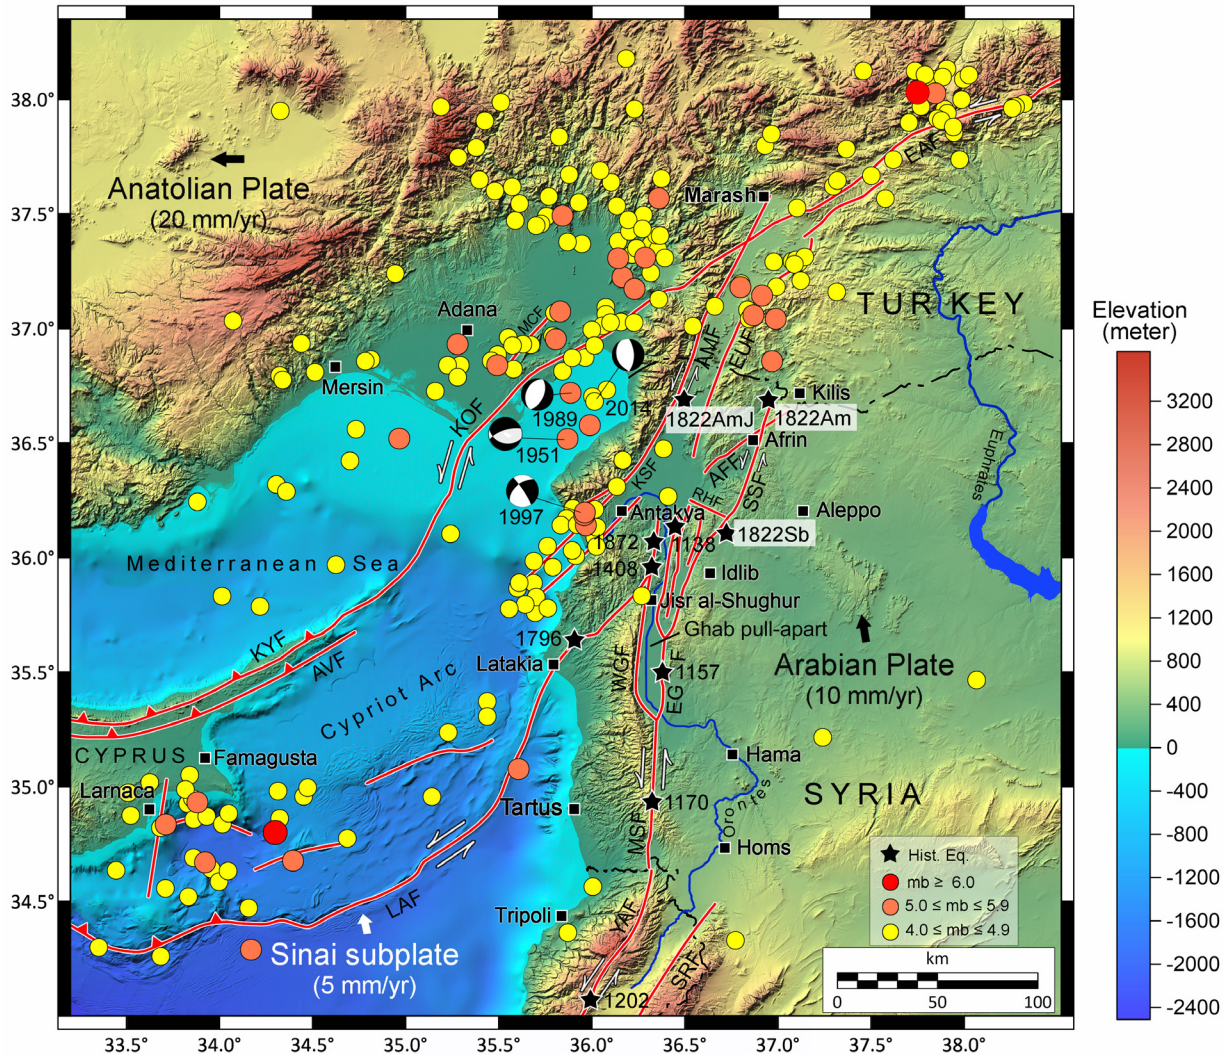 38.0°
37.5°
37.0°
36.5°
36.0°
35.5°
35.0°
34.5°
33.5°
34.0°
34.5°
35.0°
35.5°
36.0°
36.5°
37.0°
37.5°
38.0°
Anatolian Plate
(20 mm/yr)
Marash
EAF
TURKEY
Adana
MCF
Mersin
AMF
EUF
Kilis
1989
2014
1822AmJ
1822Am
KOF
1951
Afrin
KSF
AFF
Euphrates
1997
RHF
SSF
Antakya
Aleppo
1872
1138
1822Sb
Mediterranean Sea
1408
Idlib
Jisr al-Shughur
1796
Ghab pull-apart
KYF
AVF
Latakia
WGF
EGF
1157
Arabian Plate
(10 mm/yr)
Cypriot Arc
CYPRUS
Famagusta
Hama
Larnaca
Tartus
1170
Orontes
SYRIA
MSF
Homs
LAF
Tripoli
YAF
Sinai subplate
(5 mm/yr)
SRF
1202
Hist. Eq.
mb ≥ 6.0
5.0 ≤ mb ≤ 5.9
4.0 ≤ mb ≤ 4.9
km
0
50
100
Elevation
(meter)
3200
2800
2400
2000
1600
1200
800
400
0
-400
-800
-1200
-1600
-2000
-2400